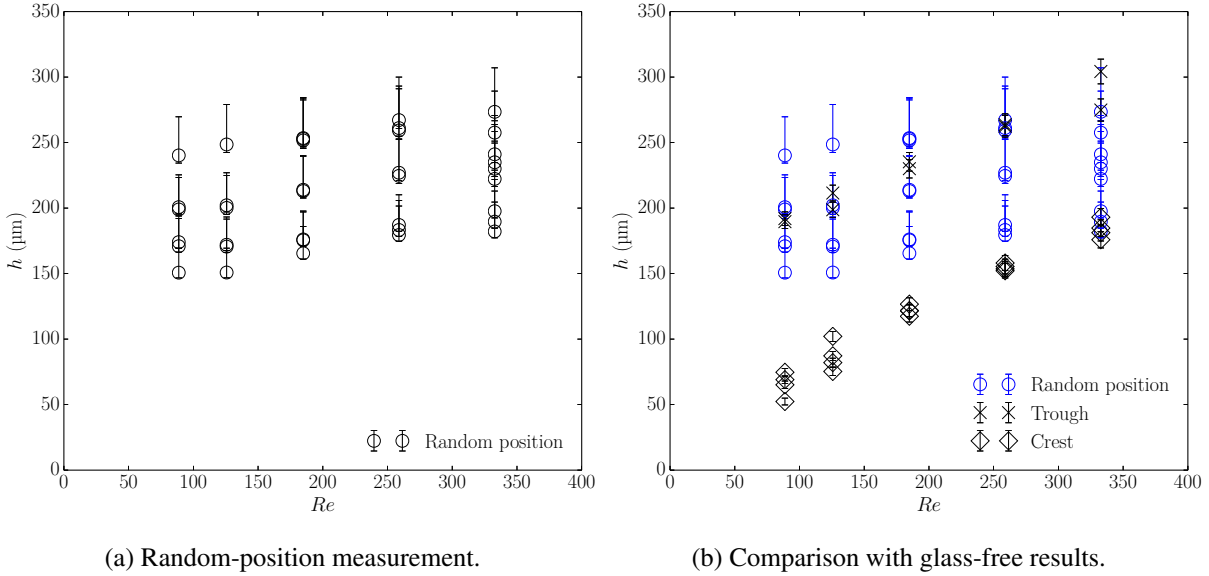 350
300
250
200
150
100
50
0
h (μm)
0 50 100 150 200 250 300 350 400
Re
Random position
(a) Random-position measurement.
350
300
250
200
150
100
50
0
h (μm)
0 50 100 150 200 250 300 350 400
Re
Random position
Trough
Crest
(b) Comparison with glass-free results.